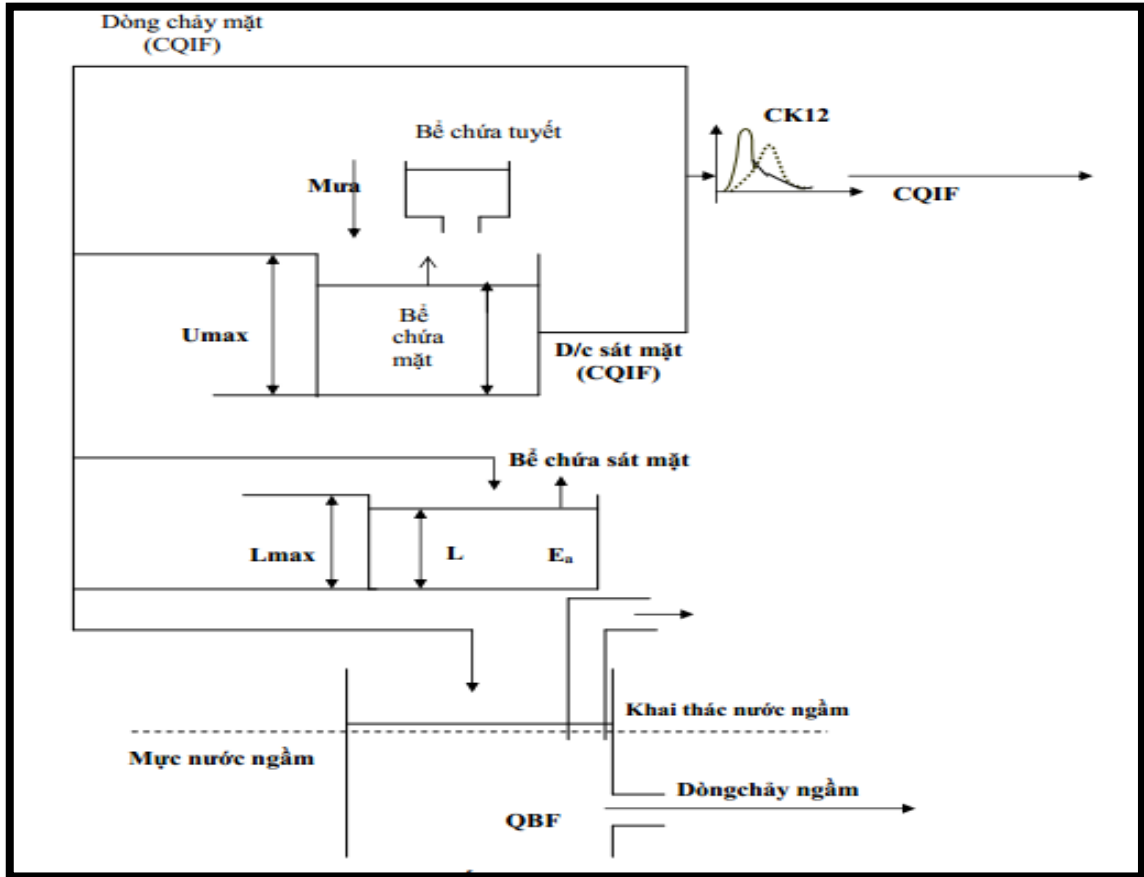 Dòng chảy mặt
(CQIF)
CK12
Bể chứa tuyết
Mưa
CQIF
Umax
Bể
chứa
mặt
D/c sát mặt
(CQIF)
Bể chứa sát mặt
Lmax
L
Ea
Khai thác nước ngầm
Mực nước ngầm
Dòngchảy ngầm
QBF